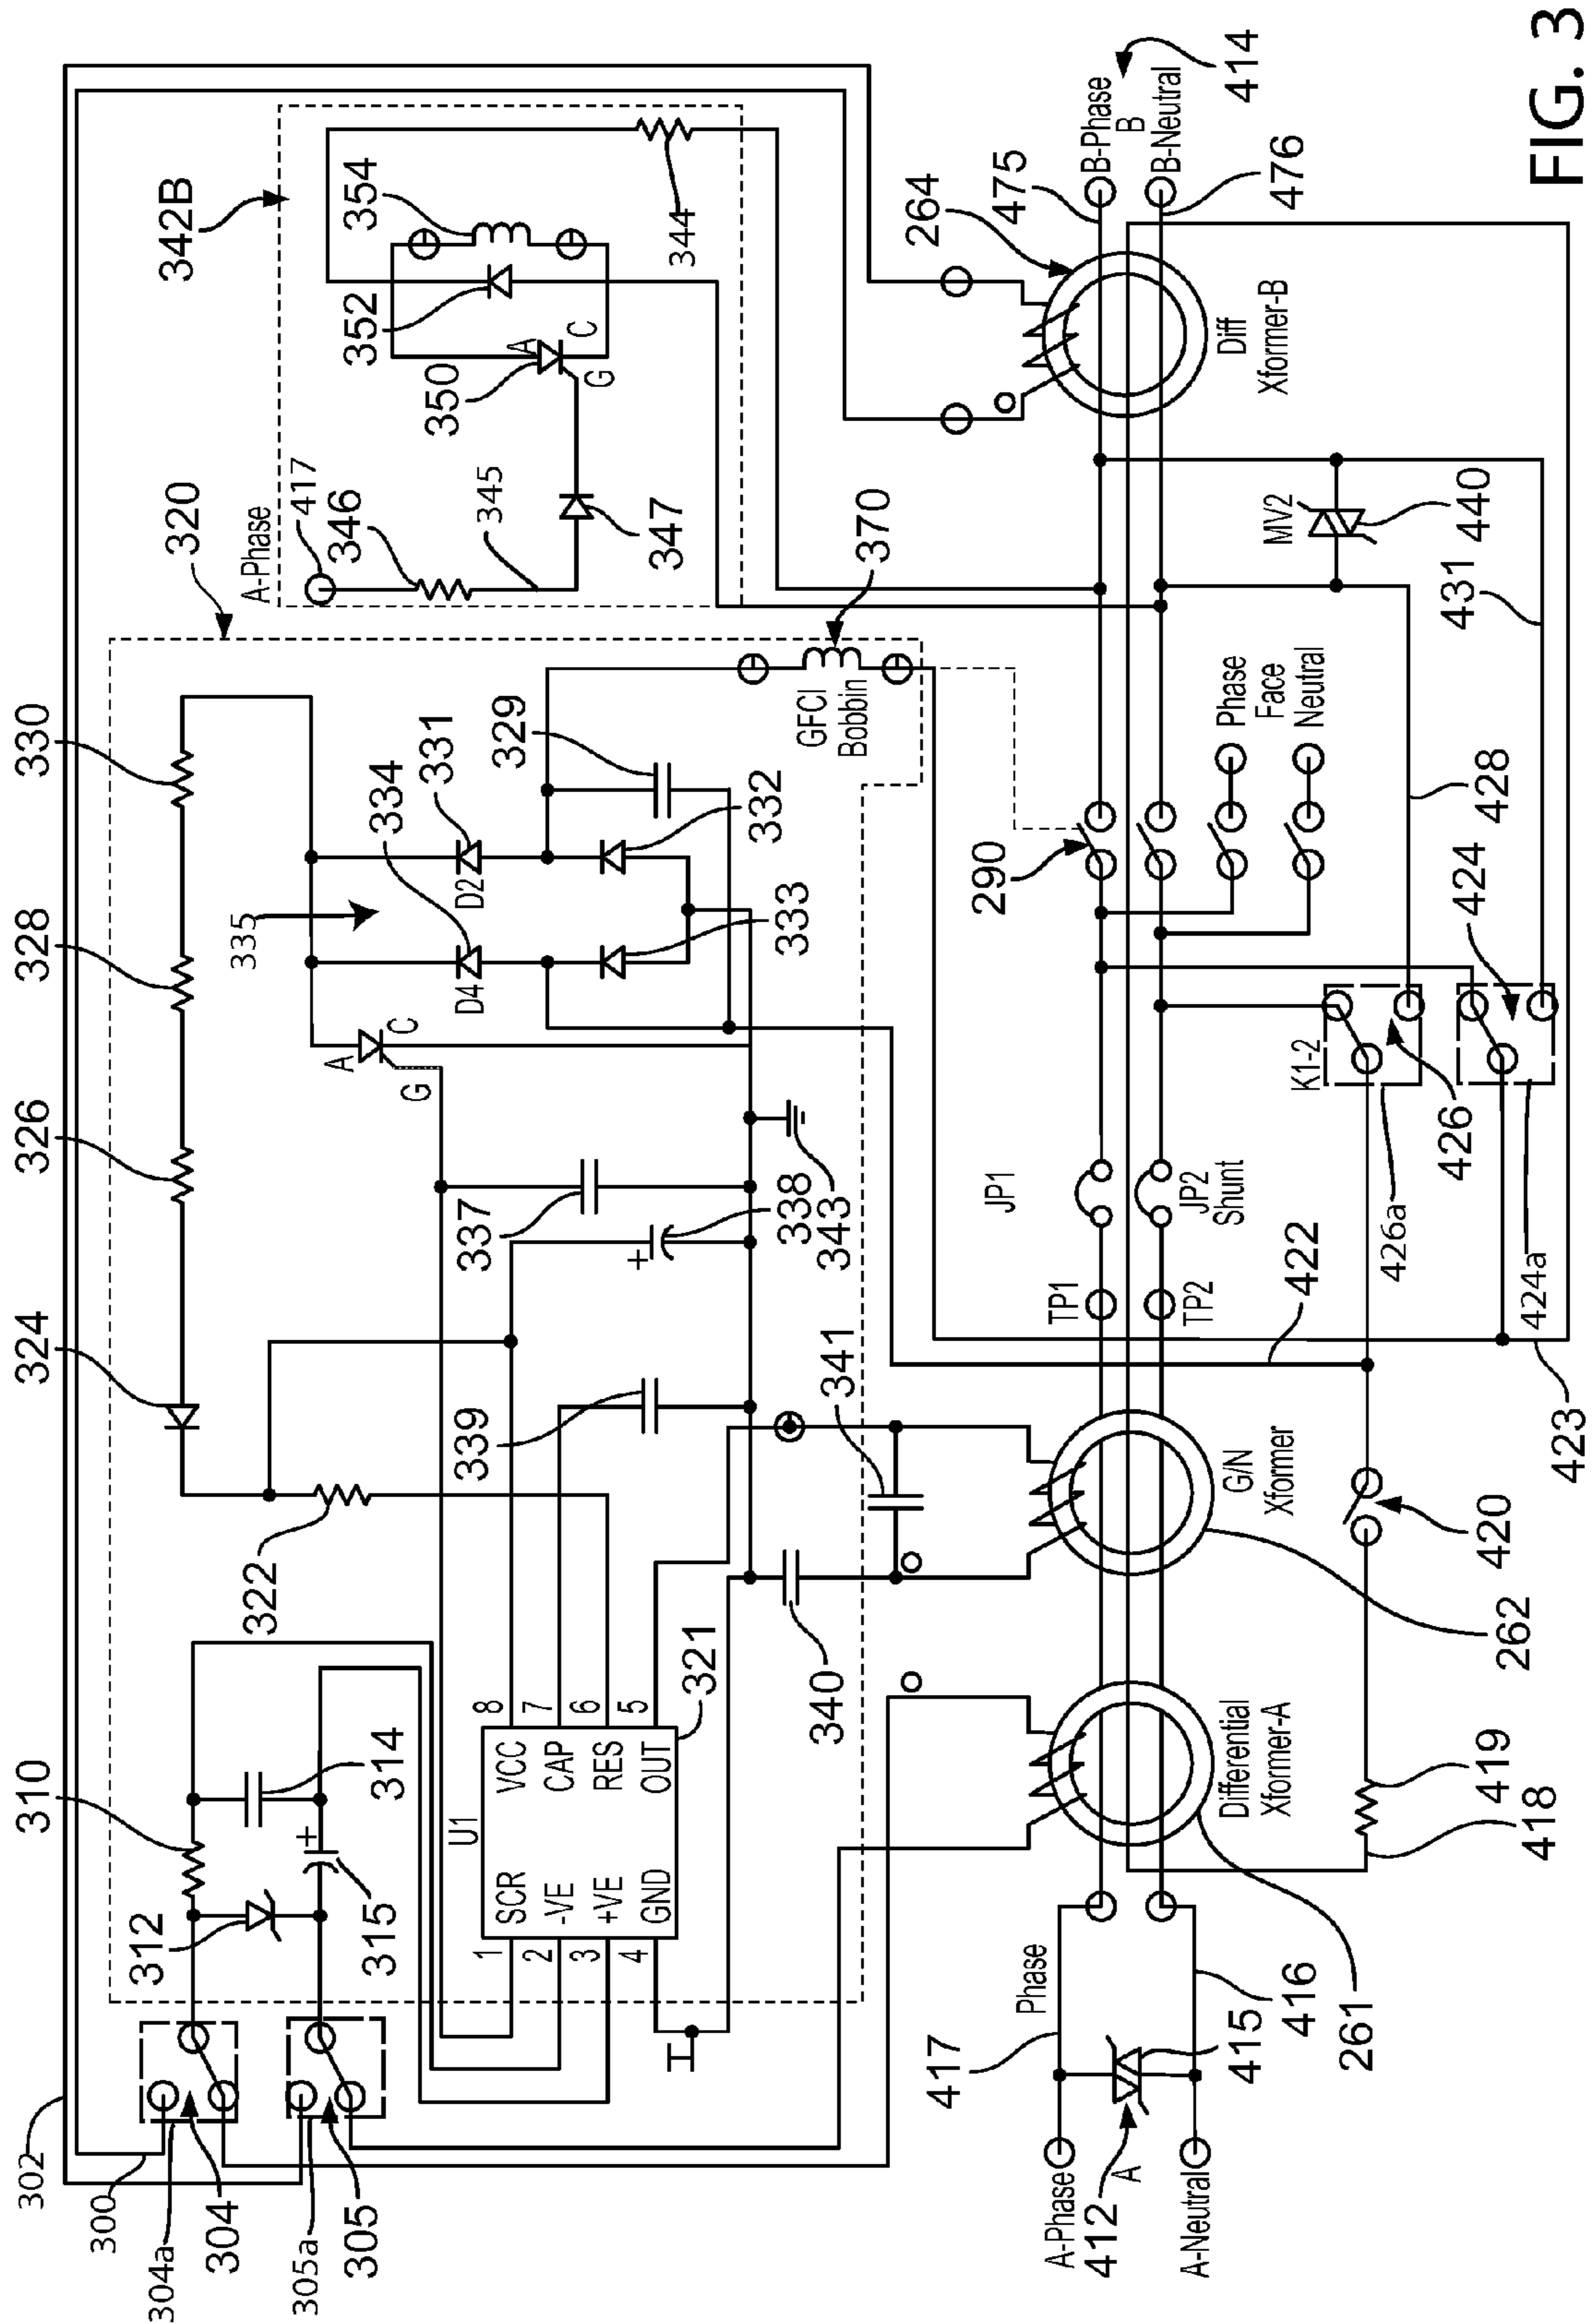 302
300
304a
304
305a
305
310
312
314
315
322
324
326
328
330
320
342B
A-Phase
417
346
345
347
350
352
354
344
A
C
G
335
334
331
D4
D2
329
332
333
A
C
G
370
GFCI
Bobbin
337
338
+
343
339
341
340
321
+
U1
1 SCR VCC 8
2 -VE CAP 7
3 +VE RES 6
4 GND OUT 5
A-Phase
412
A
A-Neutral
417
Phase
415
416
261
Differential
Xformer-A
262
G/N
Xformer
418
419
420
422
423
TP1
TP2
JP1
JP2
Shunt
290
Phase
Face
Neutral
K1-2
426
426a
424
424a
428
431
MV2
440
Diff
Xformer-B
264
475
476
B-Phase
B
B-Neutral
414
FIG. 3